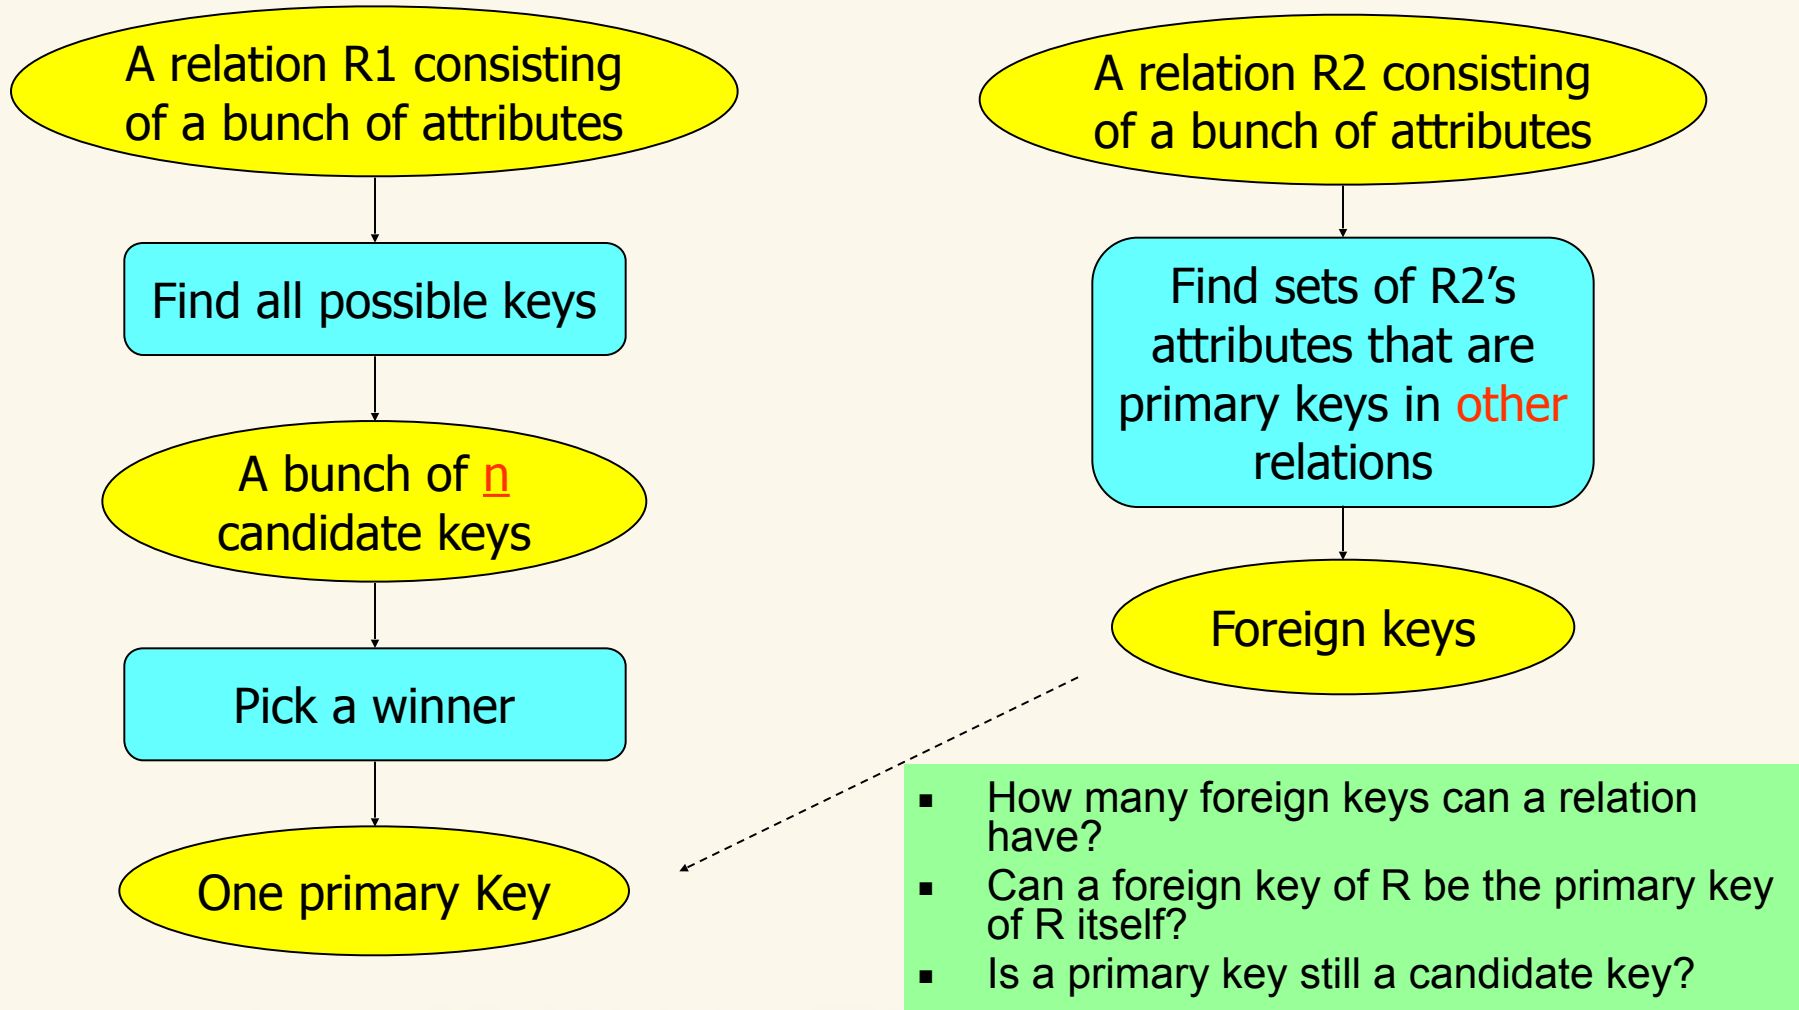 A relation R1 consisting
of a bunch of attributes
Find all possible keys
A bunch of n
candidate keys
Pick a winner
One primary Key
A relation R2 consisting
of a bunch of attributes
Find sets of R2’s
attributes that are
primary keys in other
relations
Foreign keys
▪ How many foreign keys can a relation
have?
▪ Can a foreign key of R be the primary key
of R itself?
▪ Is a primary key still a candidate key?